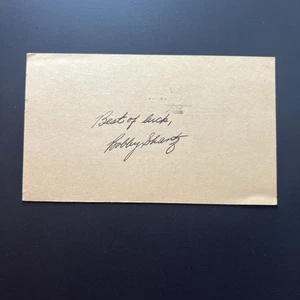 Best of luck,
Bobby Shantz